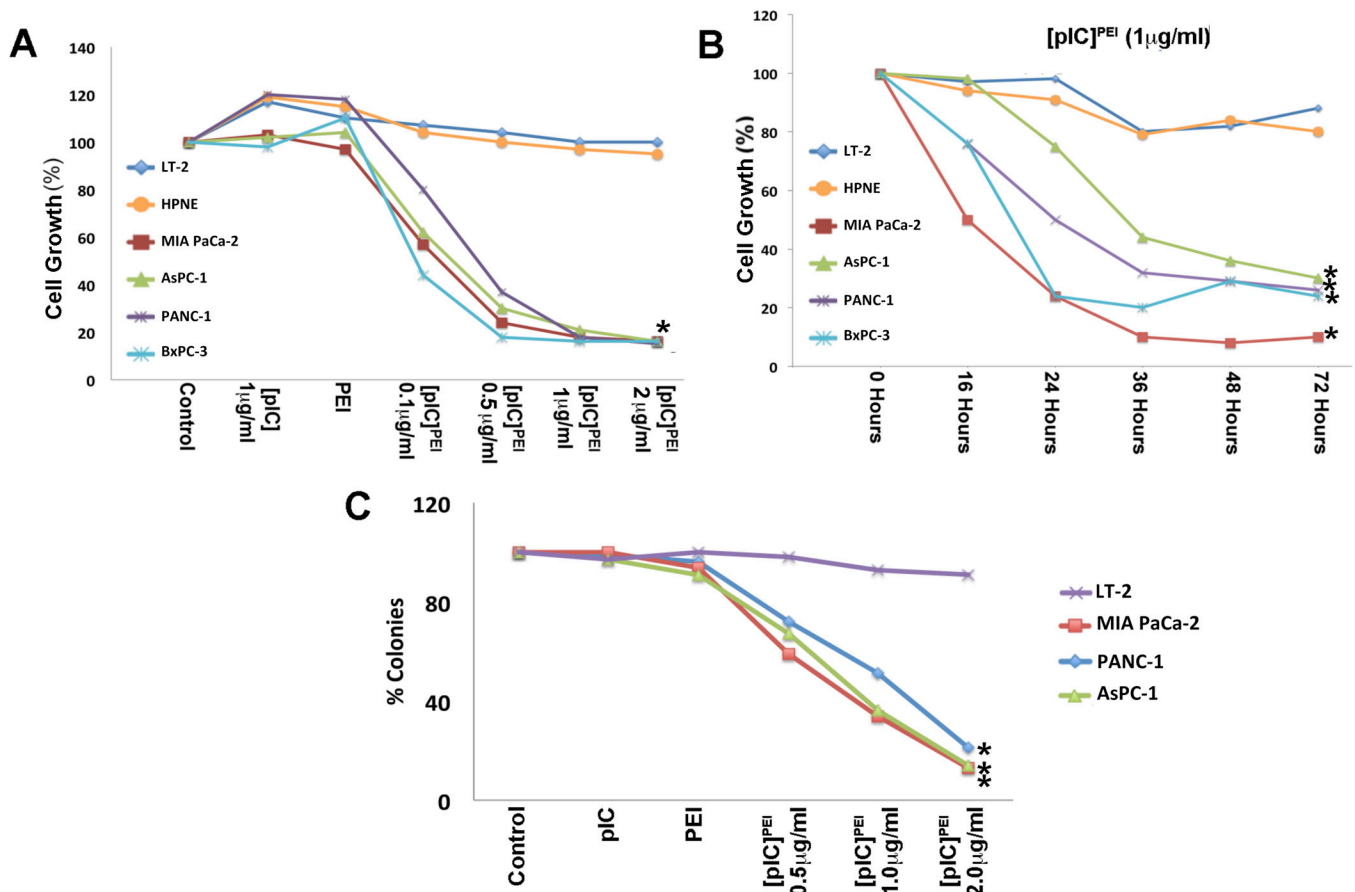 A
Cell Growth (%)
140
120
100
80
60
40
20
0
LT-2
HPNE
MIA PaCa-2
AsPC-1
PANC-1
BxPC-3
Control
[pIC]
1µg/ml
PEI
[pIC]PEI
0.1µg/ml
[pIC]PEI
0.5 µg/ml
[pIC]PEI
1µg/ml
[pIC]PEI
2 µg/ml
*
B
[pIC]PEI (1µg/ml)
Cell Growth (%)
120
100
80
60
40
20
0
LT-2
HPNE
MIA PaCa-2
AsPC-1
PANC-1
BxPC-3
0 Hours
16 Hours
24 Hours
36 Hours
48 Hours
72 Hours
*
*
*
*
C
% Colonies
120
80
40
0
Control
pIC
PEI
[pIC]PEI
0.5µg/ml
[pIC]PEI
1.0µg/ml
[pIC]PEI
2.0µg/ml
*
*
*
LT-2
MIA PaCa-2
PANC-1
AsPC-1